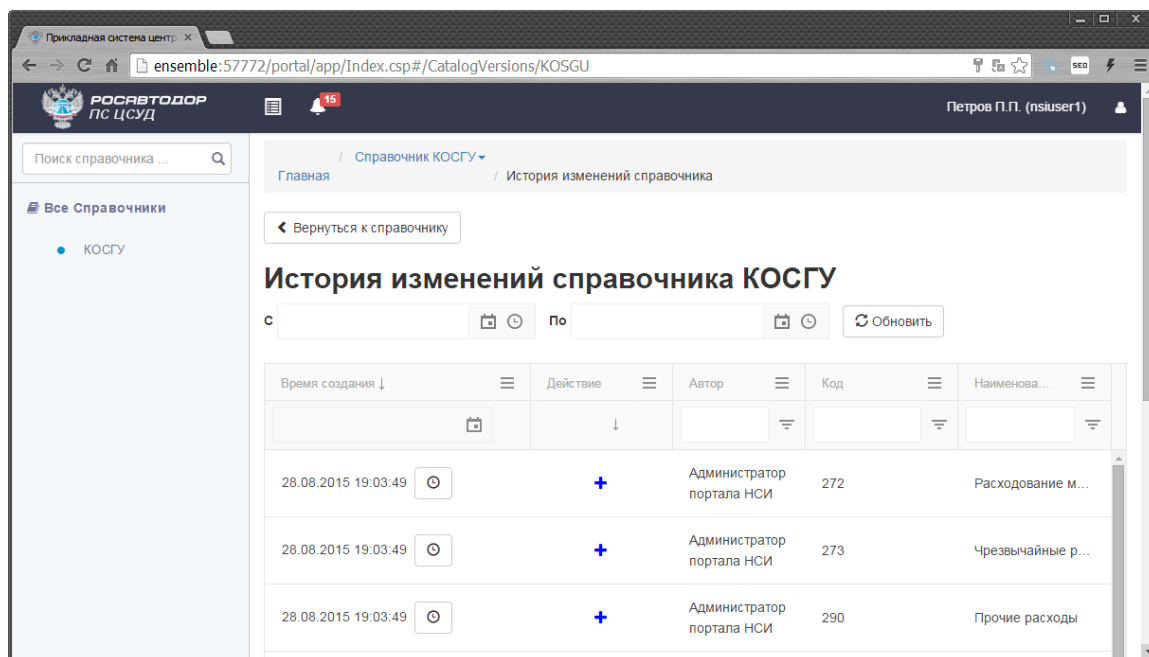 Прикладная система центр
ensemble:57772/portal/app/Index.csp#/CatalogVersions/KOSGU
SEO
РОСАВТОДОР
ПС ЦСУД
15
Петров П.П. (nsiuser1)
Поиск справочника ...
Все Справочники
КОСГУ
/ Справочник КОСГУ
Главная / История изменений справочника
Вернуться к справочнику
История изменений справочника КОСГУ
С По Обновить
Время создания ↓ Действие Автор Код Наименова...
↓
28.08.2015 19:03:49 + Администратор портала НСИ 272 Расходование м...
28.08.2015 19:03:49 + Администратор портала НСИ 273 Чрезвычайные р...
28.08.2015 19:03:49 + Администратор портала НСИ 290 Прочие расходы